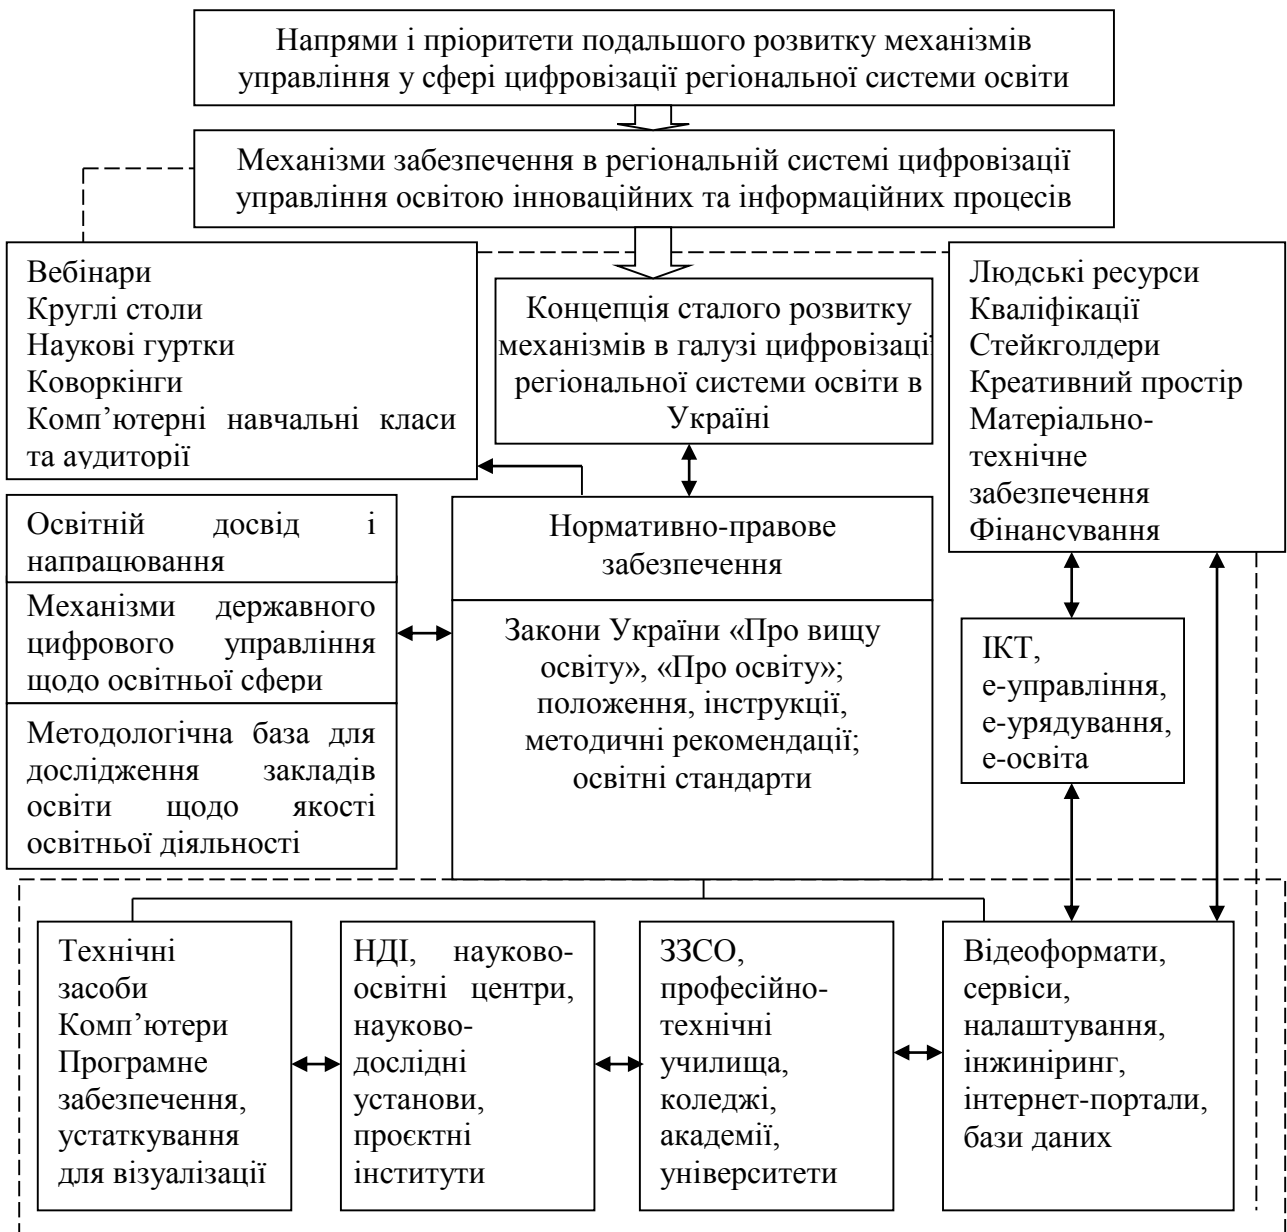 Напрями і пріоритети подальшого розвитку механізмів
управління у сфері цифровізації регіональної системи освіти
Механізми забезпечення в регіональній системі цифровізації
управління освітою інноваційних та інформаційних процесів
Вебінари
Круглі столи
Наукові гуртки
Коворкінги
Комп’ютерні навчальні класи
та аудиторії
Концепція сталого розвитку
механізмів в галузі цифровізації
регіональної системи освіти в
Україні
Людські ресурси
Кваліфікації
Стейкголдери
Креативний простір
Матеріально-
технічне
забезпечення
Фінансування
Освітній досвід і
напрацювання
Механізми державного
цифрового управління
щодо освітньої сфери
Методологічна база для
дослідження закладів
освіти щодо якості
освітньої діяльності
Нормативно-правове
забезпечення
Закони України «Про вищу
освіту», «Про освіту»;
положення, інструкції,
методичні рекомендації;
освітні стандарти
ІКТ,
е-управління,
е-урядування,
е-освіта
Технічні
засоби
Комп’ютери
Програмне
забезпечення,
устаткування
для візуалізації
НДІ, науково-
освітні центри,
науково-
дослідні
установи,
проєктні
інститути
ЗЗСО,
професійно-
технічні
училища,
коледжі,
академії,
університети
Відеоформати,
сервіси,
налаштування,
інжиніринг,
інтернет-портали,
бази даних